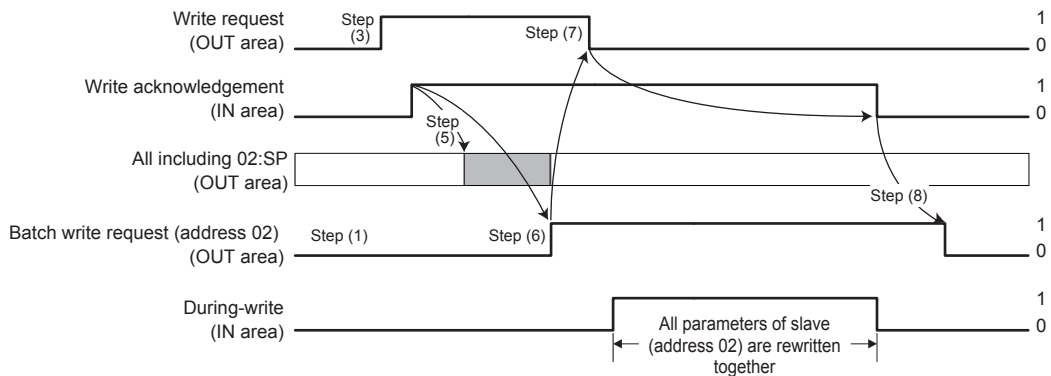 Write request
(OUT area)
Step
(3)
Step (7)
1
0
Write acknowledgement
(IN area)
Step
(5)
1
0
All including 02:SP
(OUT area)
Step (8)
Batch write request (address 02)
(OUT area)
Step (1)
Step (6)
1
0
During-write
(IN area)
All parameters of slave
(address 02) are rewritten
together
1
0